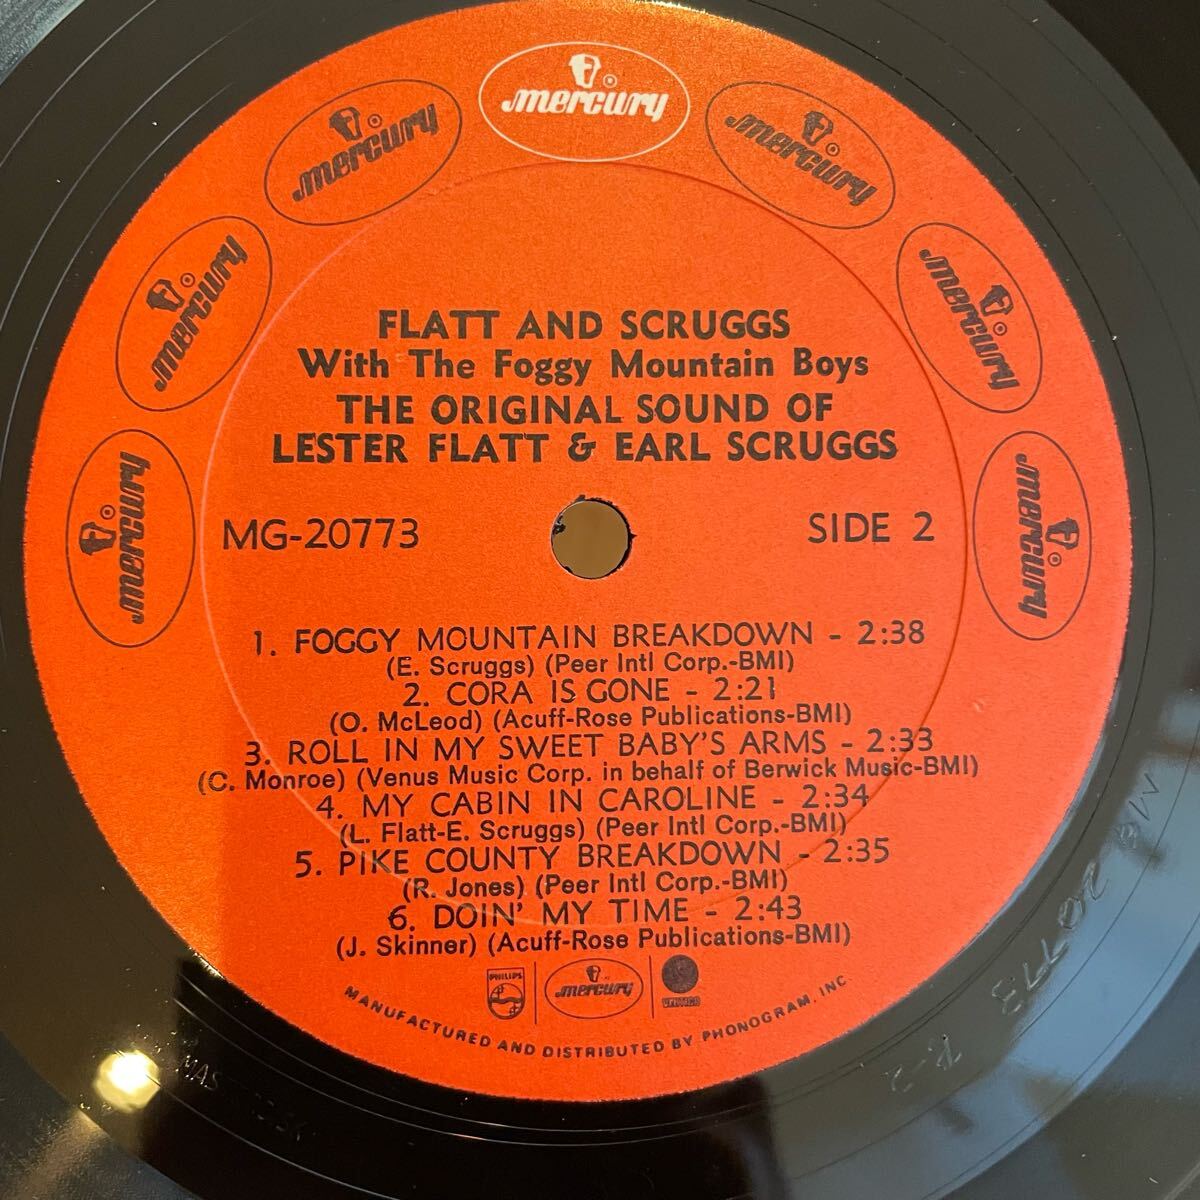 mercury
mercury
mercury
mercury
mercury
mercury
mercury
FLATT AND SCRUGGS
With The Foggy Mountain Boys
THE ORIGINAL SOUND OF
LESTER FLATT & EARL SCRUGGS
MG-20773
SIDE 2
1. FOGGY MOUNTAIN BREAKDOWN - 2:38
(E. Scruggs) (Peer Intl Corp.-BMI)
2. CORA IS GONE - 2:21
(O. McLeod) (Acuff-Rose Publications-BMI)
3. ROLL IN MY SWEET BABY'S ARMS - 2:33
(C. Monroe) (Venus Music Corp. in behalf of Berwick Music-BMI)
4. MY CABIN IN CAROLINE - 2:34
(L. Flatt-E. Scruggs) (Peer Intl Corp.-BMI)
5. PIKE COUNTY BREAKDOWN - 2:35
(R. Jones) (Peer Intl Corp.-BMI)
6. DOIN' MY TIME - 2:43
(J. Skinner) (Acuff-Rose Publications-BMI)
PHILIPS
mercury
VERTIGO
MANUFACTURED AND DISTRIBUTED BY PHONOGRAM, INC.
MG 20773